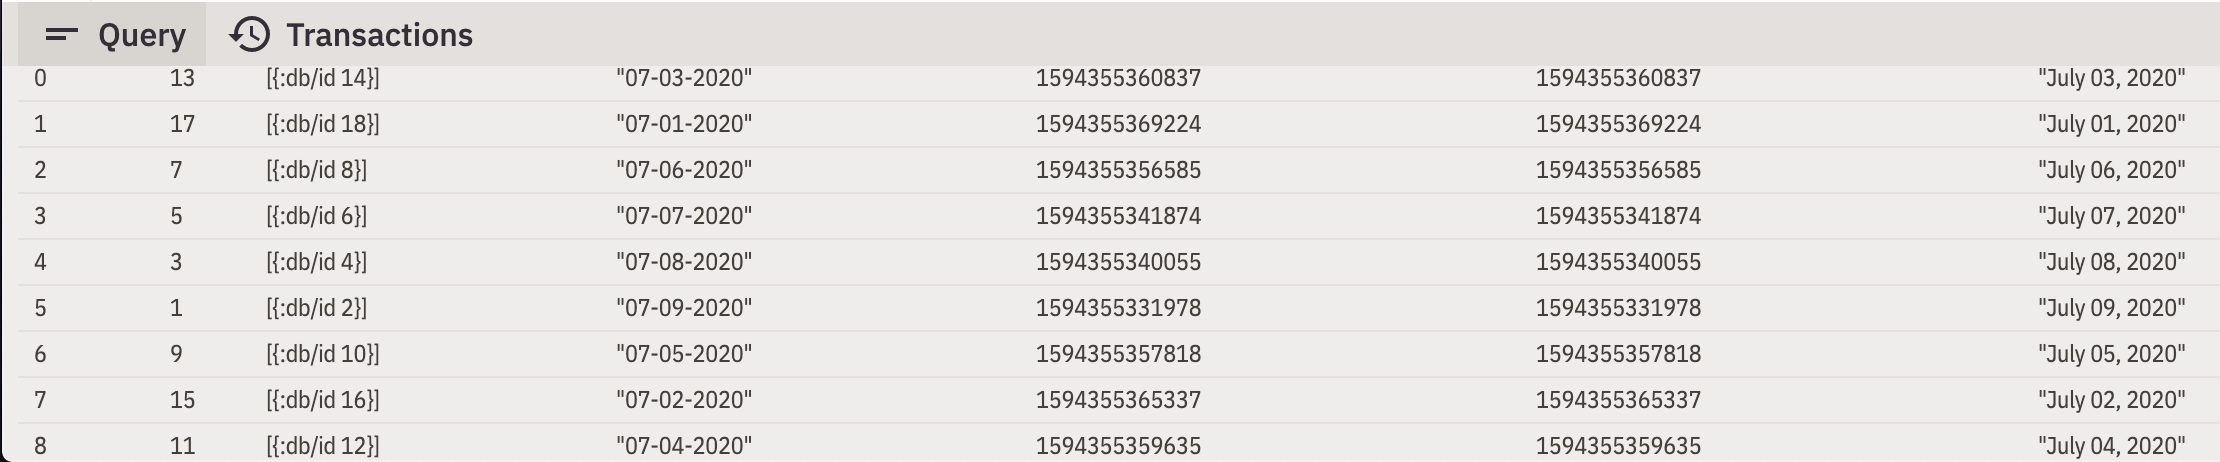 Query Transactions
0 13 [{:db/id 14}] "07-03-2020" 1594355360837 1594355360837 "July 03, 2020"
1 17 [{:db/id 18}] "07-01-2020" 1594355369224 1594355369224 "July 01, 2020"
2 7 [{:db/id 8}] "07-06-2020" 1594355356585 1594355356585 "July 06, 2020"
3 5 [{:db/id 6}] "07-07-2020" 1594355341874 1594355341874 "July 07, 2020"
4 3 [{:db/id 4}] "07-08-2020" 1594355340055 1594355340055 "July 08, 2020"
5 1 [{:db/id 2}] "07-09-2020" 1594355331978 1594355331978 "July 09, 2020"
6 9 [{:db/id 10}] "07-05-2020" 1594355357818 1594355357818 "July 05, 2020"
7 15 [{:db/id 16}] "07-02-2020" 1594355365337 1594355365337 "July 02, 2020"
8 11 [{:db/id 12}] "07-04-2020" 1594355359635 1594355359635 "July 04, 2020"